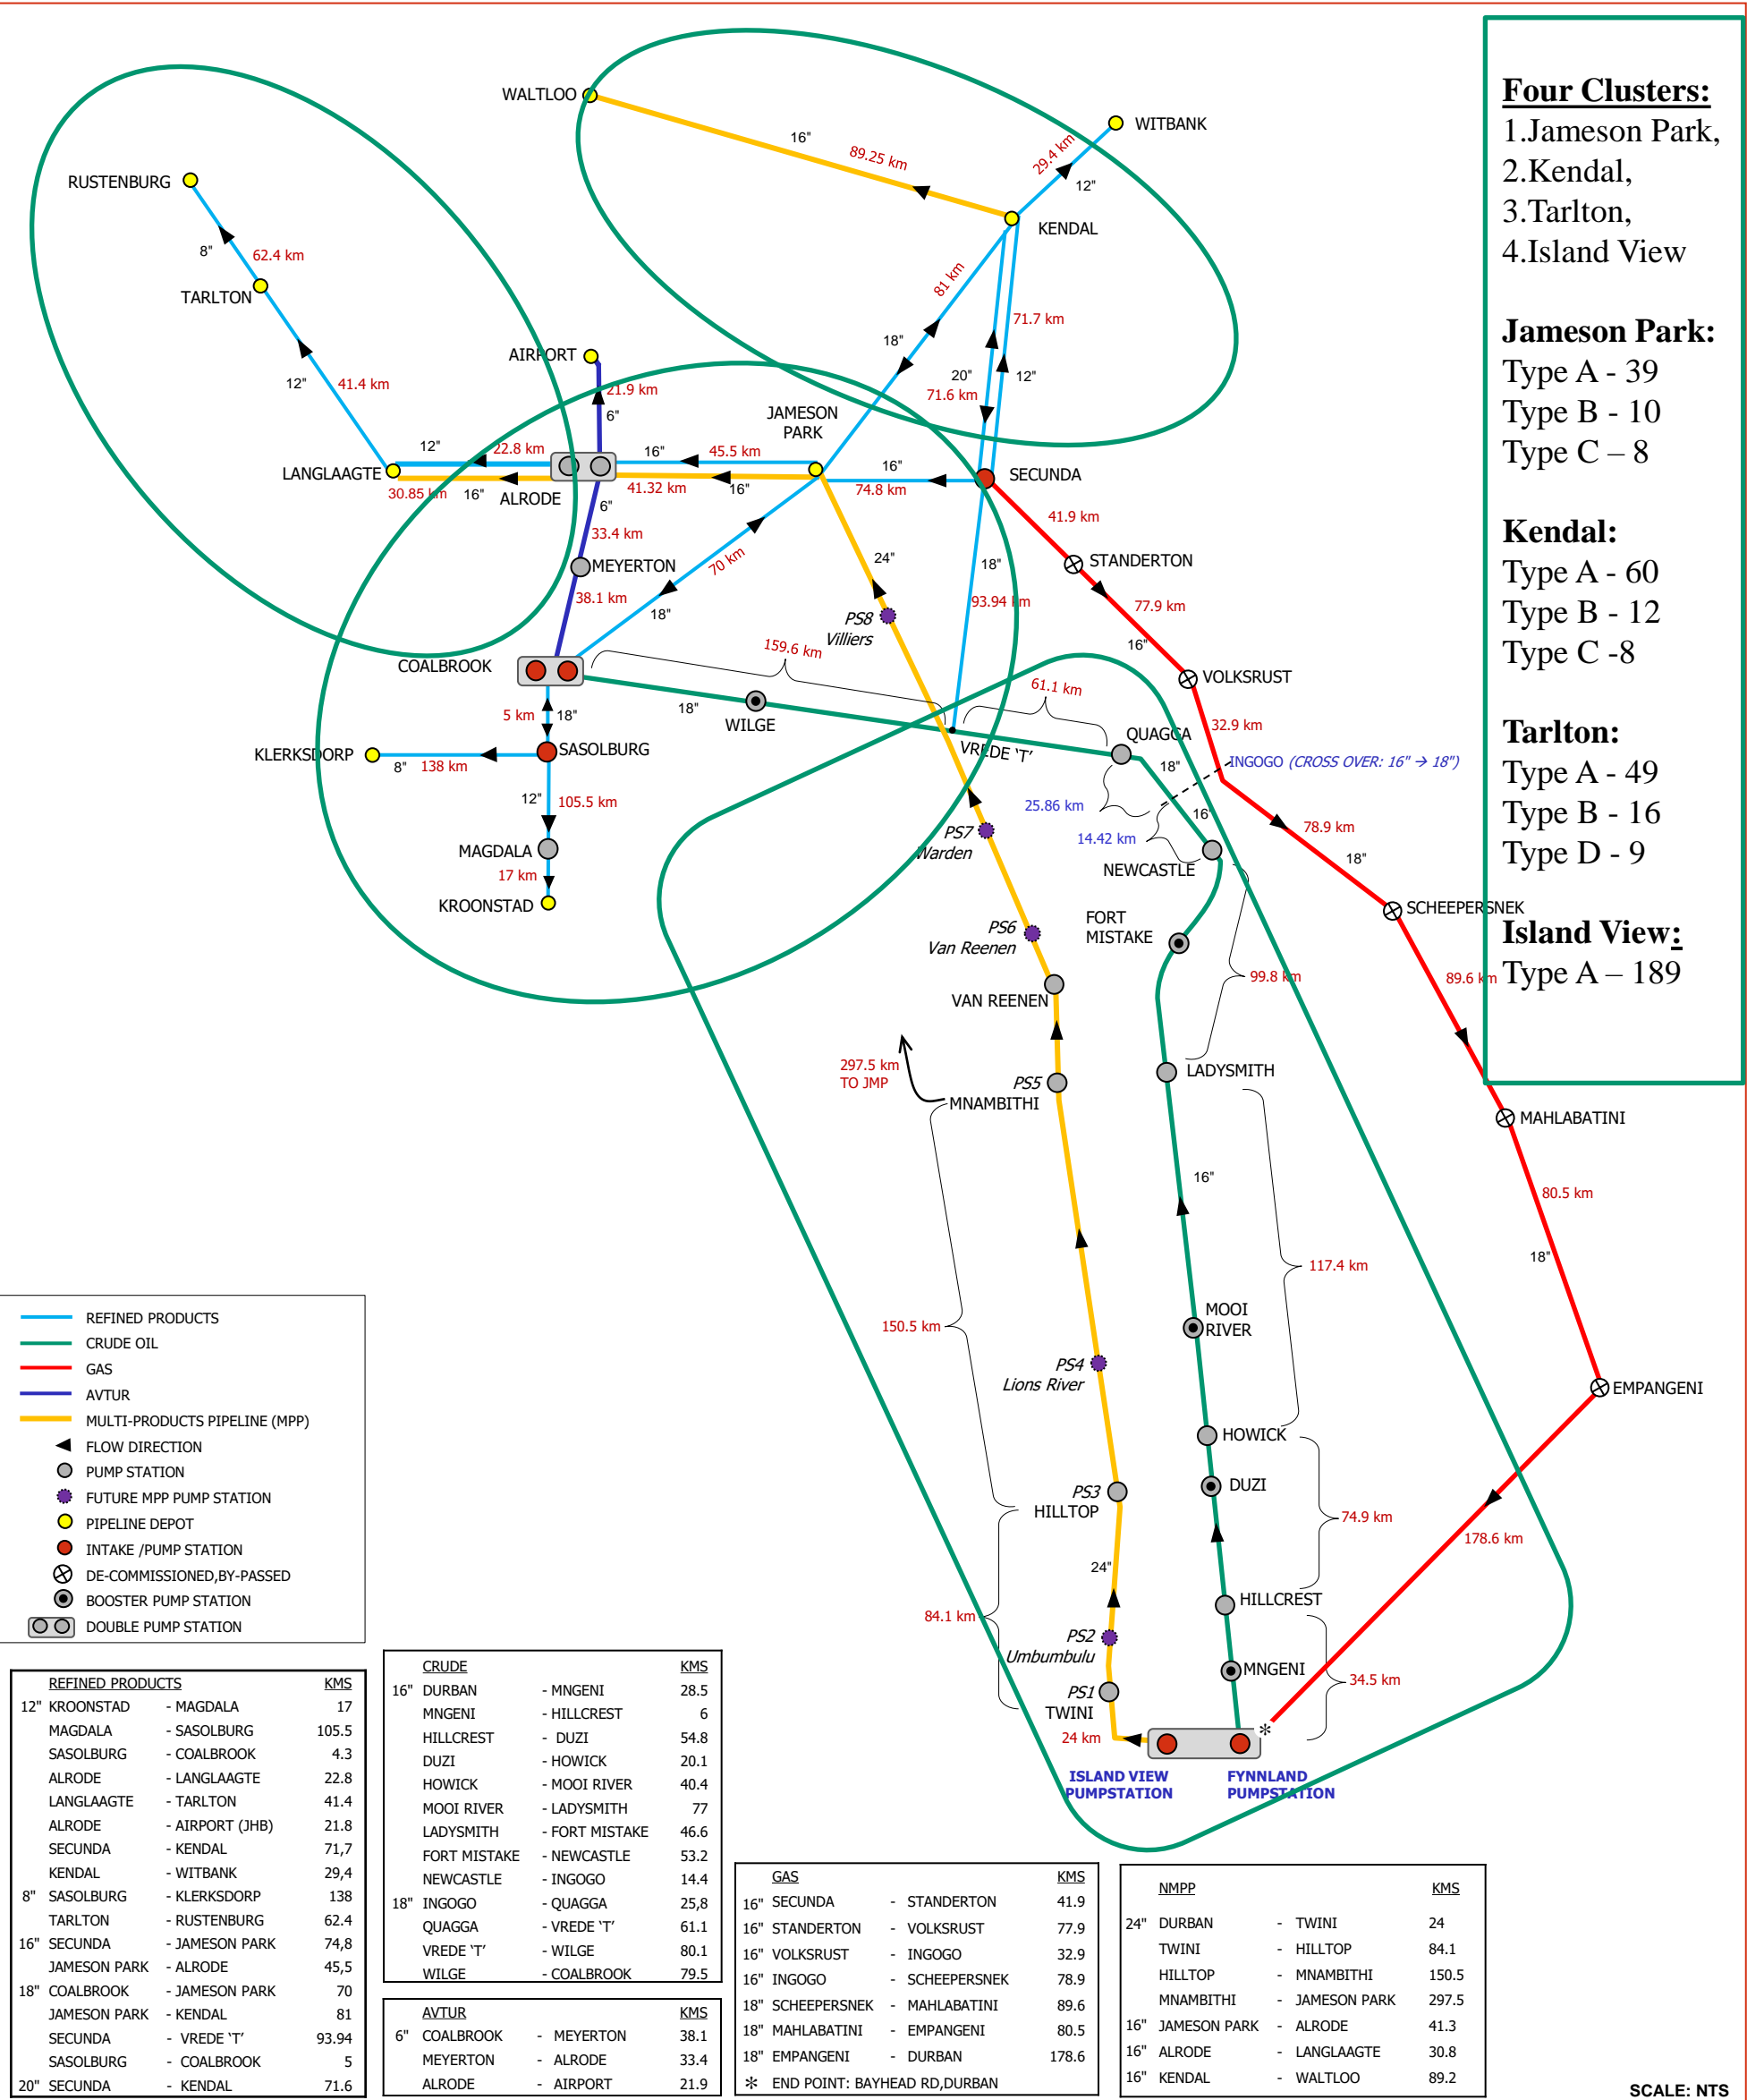 WALTLOO
WITBANK
16"
89.25 km
29.4 km
12"
RUSTENBURG
KENDAL
8"
62.4 km
TARLTON
81 km
71.7 km
18"
AIRPORT
12"
41.4 km
20"
12"
71.6 km
21.9 km
6"
JAMESON
PARK
12"
22.8 km
16"
45.5 km
16"
LANGLAAGTE
SECUNDA
30.85 km
16"
ALRODE
41.32 km
16"
74.8 km
6"
33.4 km
41.9 km
24"
18"
MEYERTON
70 km
STANDERTON
38.1 km
93.94 km
77.9 km
18"
PS8
Villiers
16"
159.6 km
COALBROOK
VOLKSRUST
61.1 km
5 km
18"
18"
WILGE
32.9 km
QUAGGA
KLERKSDORP
SASOLBURG
VREDE 'T'
18"
INGOGO (CROSS OVER: 16" → 18")
8"
138 km
12"
105.5 km
25.86 km
16"
PS7
Warden
14.42 km
78.9 km
MAGDALA
NEWCASTLE
18"
17 km
KROONSTAD
SCHEEPERSNEK
FORT
MISTAKE
PS6
Van Reenen
99.8 km
89.6 km
VAN REENEN
297.5 km
TO JMP
PS5
MNAMBITHI
LADYSMITH
MAHLABATINI
16"
80.5 km
18"
117.4 km
MOOI
RIVER
150.5 km
PS4
Lions River
EMPANGENI
HOWICK
DUZI
PS3
HILLTOP
74.9 km
178.6 km
24"
HILLCREST
84.1 km
PS2
Umbumbulu
MNGENI
34.5 km
PS1
TWINI
24 km
*
ISLAND VIEW
PUMPSTATION
FYNNLAND
PUMPSTATION
Four Clusters:
1.Jameson Park,
2.Kendal,
3.Tarlton,
4.Island View
Jameson Park:
Type A - 39
Type B - 10
Type C – 8
Kendal:
Type A - 60
Type B - 12
Type C -8
Tarlton:
Type A - 49
Type B - 16
Type D - 9
Island View:
Type A – 189
REFINED PRODUCTS
CRUDE OIL
GAS
AVTUR
MULTI-PRODUCTS PIPELINE (MPP)
FLOW DIRECTION
PUMP STATION
FUTURE MPP PUMP STATION
PIPELINE DEPOT
INTAKE /PUMP STATION
DE-COMMISSIONED,BY-PASSED
BOOSTER PUMP STATION
DOUBLE PUMP STATION
REFINED PRODUCTS KMS
12" KROONSTAD - MAGDALA 17
MAGDALA - SASOLBURG 105.5
SASOLBURG - COALBROOK 4.3
ALRODE - LANGLAAGTE 22.8
LANGLAAGTE - TARLTON 41.4
ALRODE - AIRPORT (JHB) 21.8
SECUNDA - KENDAL 71,7
KENDAL - WITBANK 29,4
8" SASOLBURG - KLERKSDORP 138
TARLTON - RUSTENBURG 62.4
16" SECUNDA - JAMESON PARK 74,8
JAMESON PARK - ALRODE 45,5
18" COALBROOK - JAMESON PARK 70
JAMESON PARK - KENDAL 81
SECUNDA - VREDE 'T' 93.94
SASOLBURG - COALBROOK 5
20" SECUNDA - KENDAL 71.6
CRUDE KMS
16" DURBAN - MNGENI 28.5
MNGENI - HILLCREST 6
HILLCREST - DUZI 54.8
DUZI - HOWICK 20.1
HOWICK - MOOI RIVER 40.4
MOOI RIVER - LADYSMITH 77
LADYSMITH - FORT MISTAKE 46.6
FORT MISTAKE - NEWCASTLE 53.2
NEWCASTLE - INGOGO 14.4
18" INGOGO - QUAGGA 25,8
QUAGGA - VREDE 'T' 61.1
VREDE 'T' - WILGE 80.1
WILGE - COALBROOK 79.5
AVTUR KMS
6" COALBROOK - MEYERTON 38.1
MEYERTON - ALRODE 33.4
ALRODE - AIRPORT 21.9
GAS KMS
16" SECUNDA - STANDERTON 41.9
16" STANDERTON - VOLKSRUST 77.9
16" VOLKSRUST - INGOGO 32.9
16" INGOGO - SCHEEPERSNEK 78.9
18" SCHEEPERSNEK - MAHLABATINI 89.6
18" MAHLABATINI - EMPANGENI 80.5
18" EMPANGENI - DURBAN 178.6
* END POINT: BAYHEAD RD,DURBAN
NMPP KMS
24" DURBAN - TWINI 24
TWINI - HILLTOP 84.1
HILLTOP - MNAMBITHI 150.5
MNAMBITHI - JAMESON PARK 297.5
16" JAMESON PARK - ALRODE 41.3
16" ALRODE - LANGLAAGTE 30.8
16" KENDAL - WALTLOO 89.2
SCALE: NTS